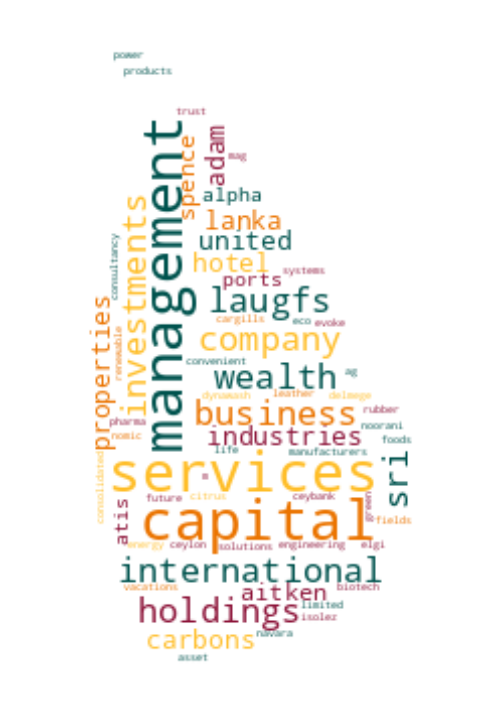 power
products
trust
management
adam
mag
spence
alpha
investments
lanka
united
consultancy
hotel
systems
ports
laugfs
properties
cargills
eco
evoke
renewable
company
convenient
wealth
ag
dynawash
leather
delmege
business
rubber
pharma
noorani
nomic
industries
foods
life
manufacturers
sri
consolidated
services
future
citrus
ceybank
green
atis
capital
fields
energy
ceylon
solutions
engineering
elgi
international
vacations
aitken
biotech
holdings
limited
isolez
carbons
navara
asset